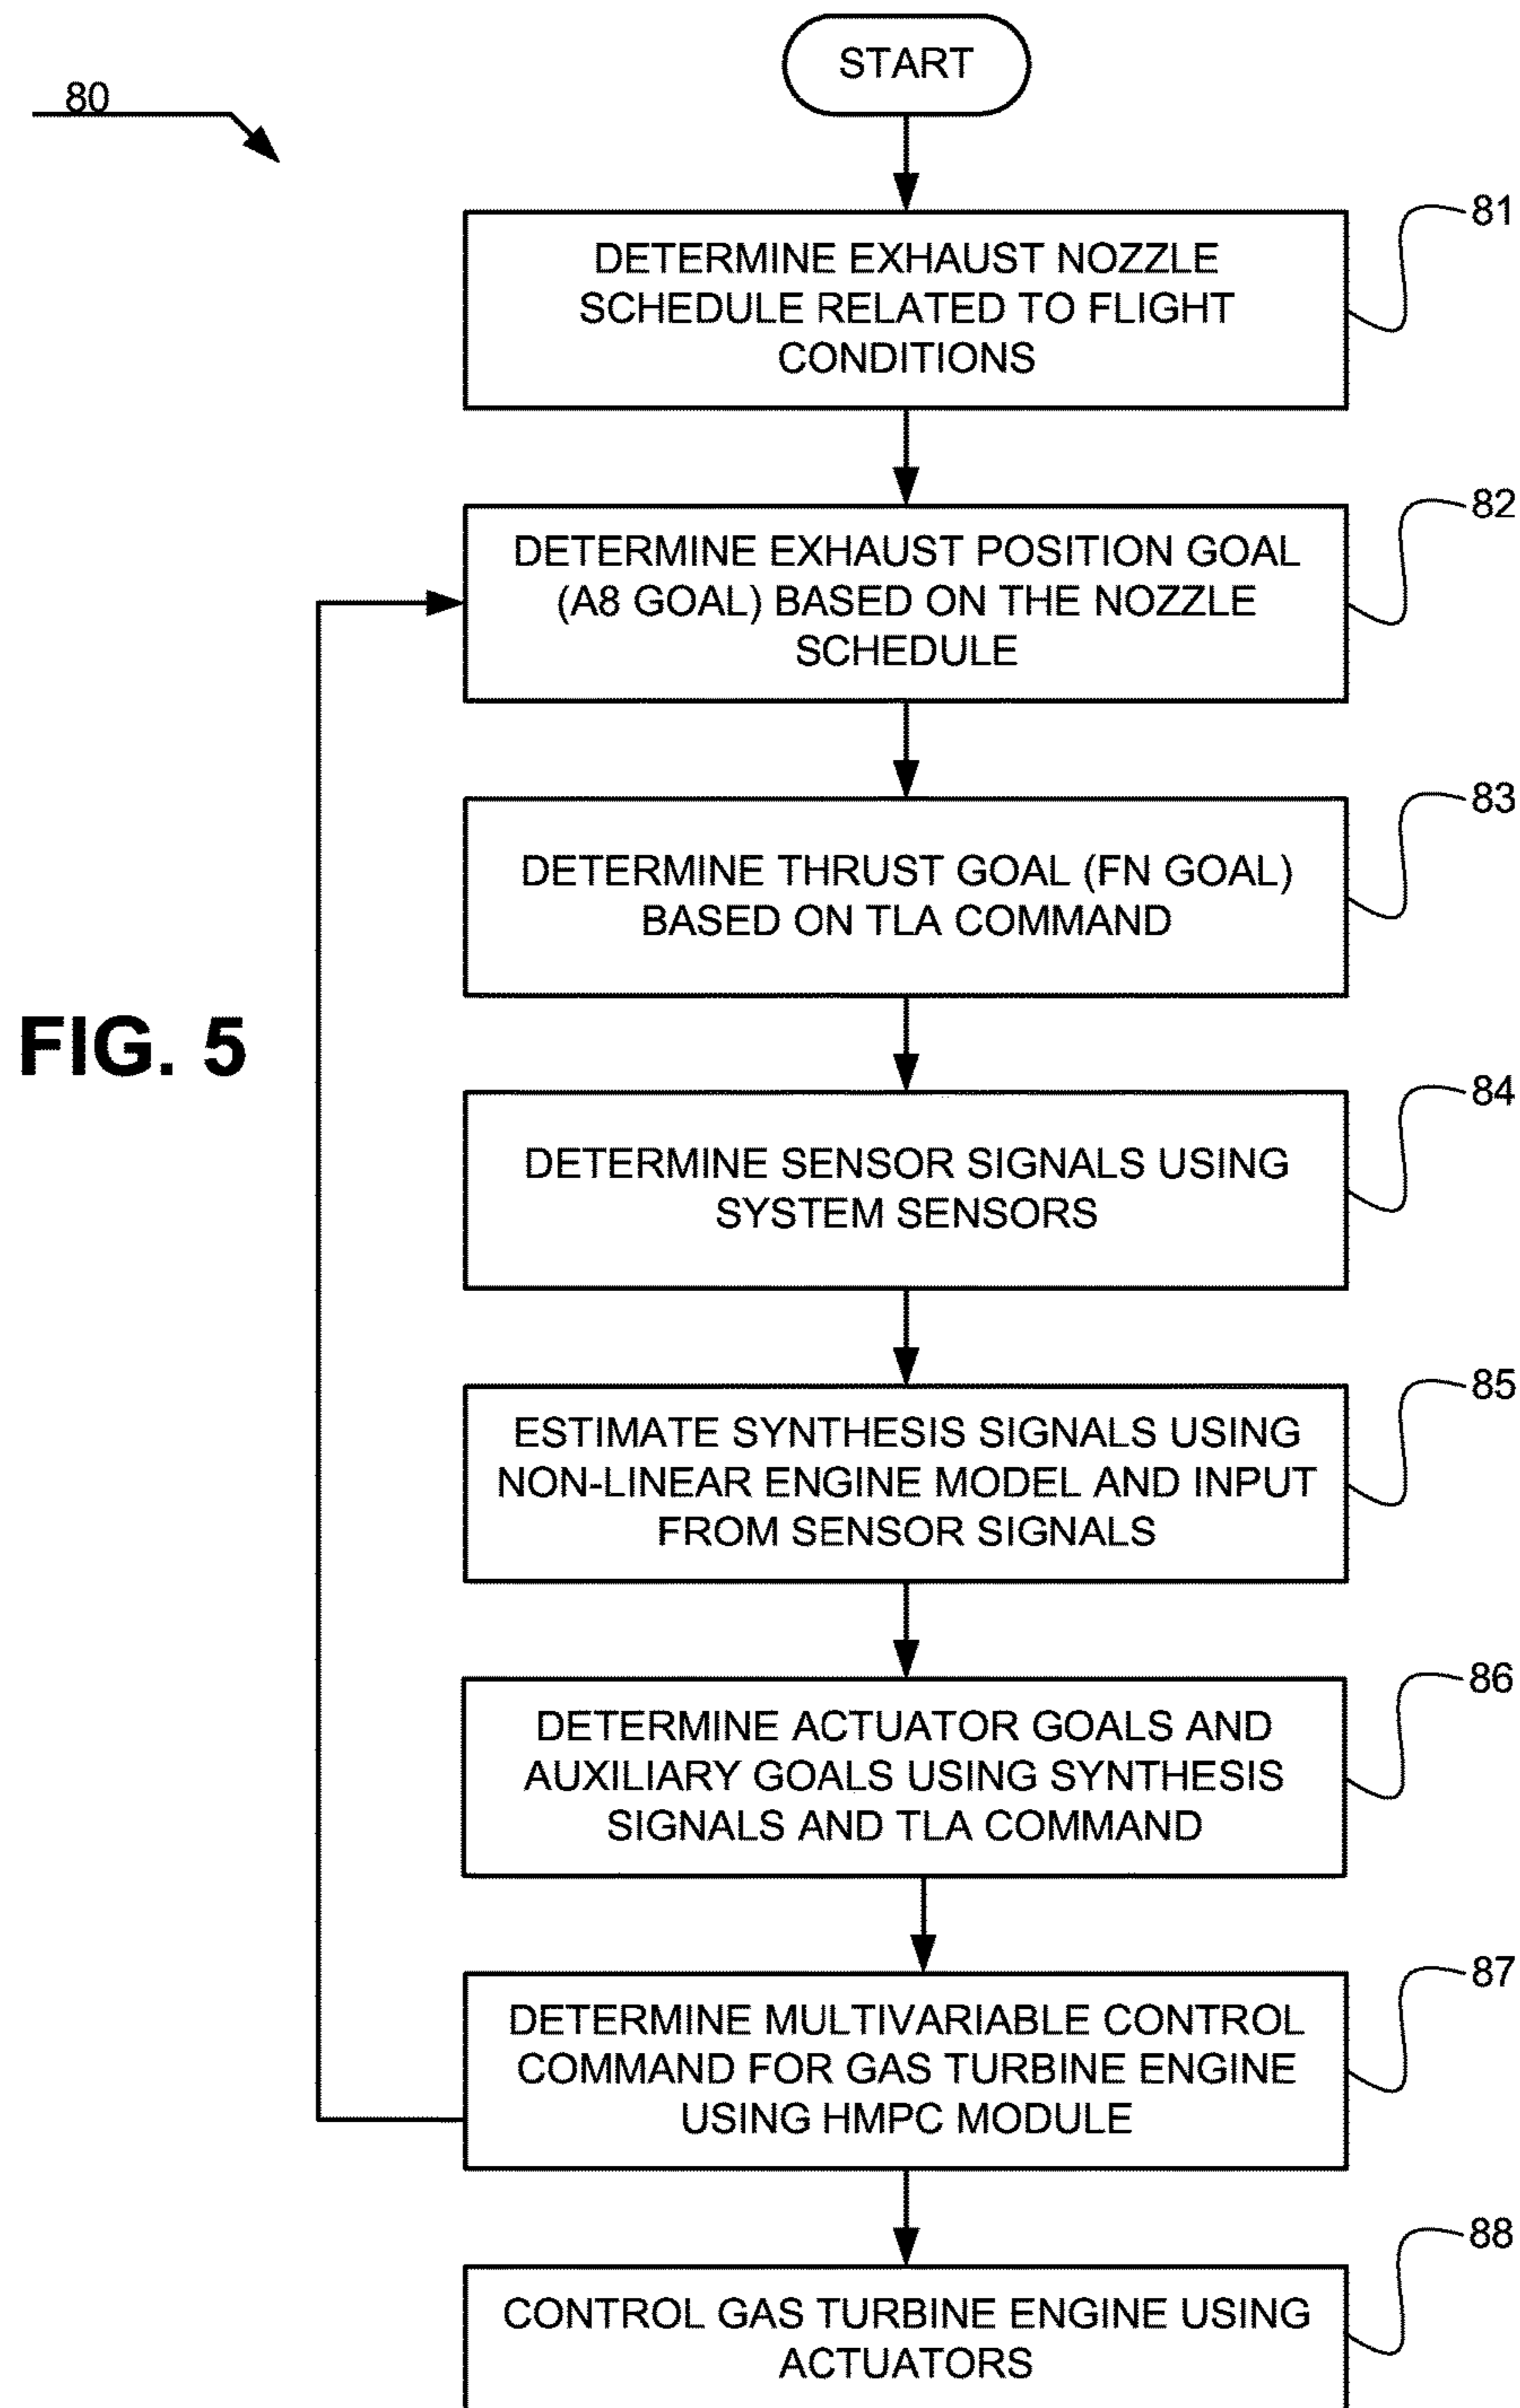 START
80
81
DETERMINE EXHAUST NOZZLE
SCHEDULE RELATED TO FLIGHT
CONDITIONS
82
DETERMINE EXHAUST POSITION GOAL
(A8 GOAL) BASED ON THE NOZZLE
SCHEDULE
83
DETERMINE THRUST GOAL (FN GOAL)
BASED ON TLA COMMAND
FIG. 5
84
DETERMINE SENSOR SIGNALS USING
SYSTEM SENSORS
85
ESTIMATE SYNTHESIS SIGNALS USING
NON-LINEAR ENGINE MODEL AND INPUT
FROM SENSOR SIGNALS
86
DETERMINE ACTUATOR GOALS AND
AUXILIARY GOALS USING SYNTHESIS
SIGNALS AND TLA COMMAND
87
DETERMINE MULTIVARIABLE CONTROL
COMMAND FOR GAS TURBINE ENGINE
USING HMPC MODULE
88
CONTROL GAS TURBINE ENGINE USING
ACTUATORS